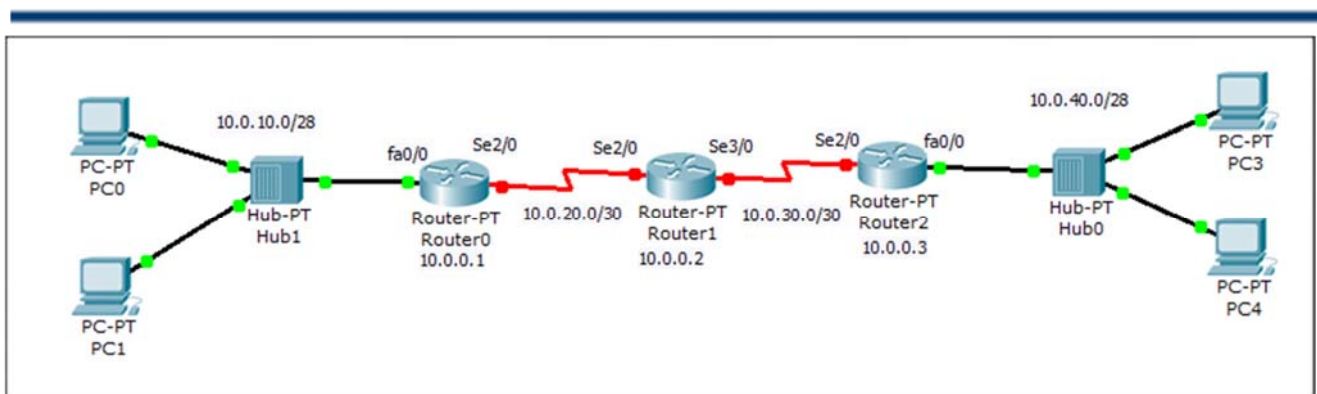 10.0.10.0/28
10.0.40.0/28
PC-PT
PC0
Hub-PT
Hub1
fa0/0
Se2/0
Router-PT
Router0
10.0.0.1
10.0.20.0/30
Se2/0
Se3/0
Router-PT
Router1
10.0.0.2
10.0.30.0/30
Se2/0
fa0/0
Router-PT
Router2
10.0.0.3
Hub-PT
Hub0
PC-PT
PC3
PC-PT
PC4
PC-PT
PC1